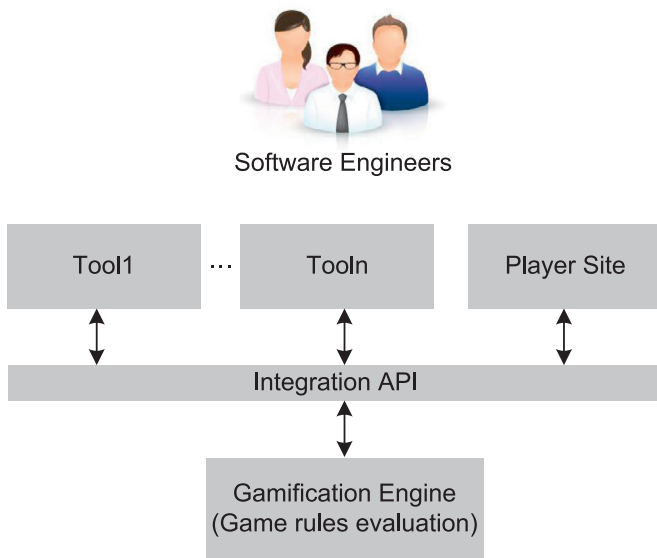 Software Engineers
Tool1 ... Tooln Player Site
Integration API
Gamification Engine
(Game rules evaluation)